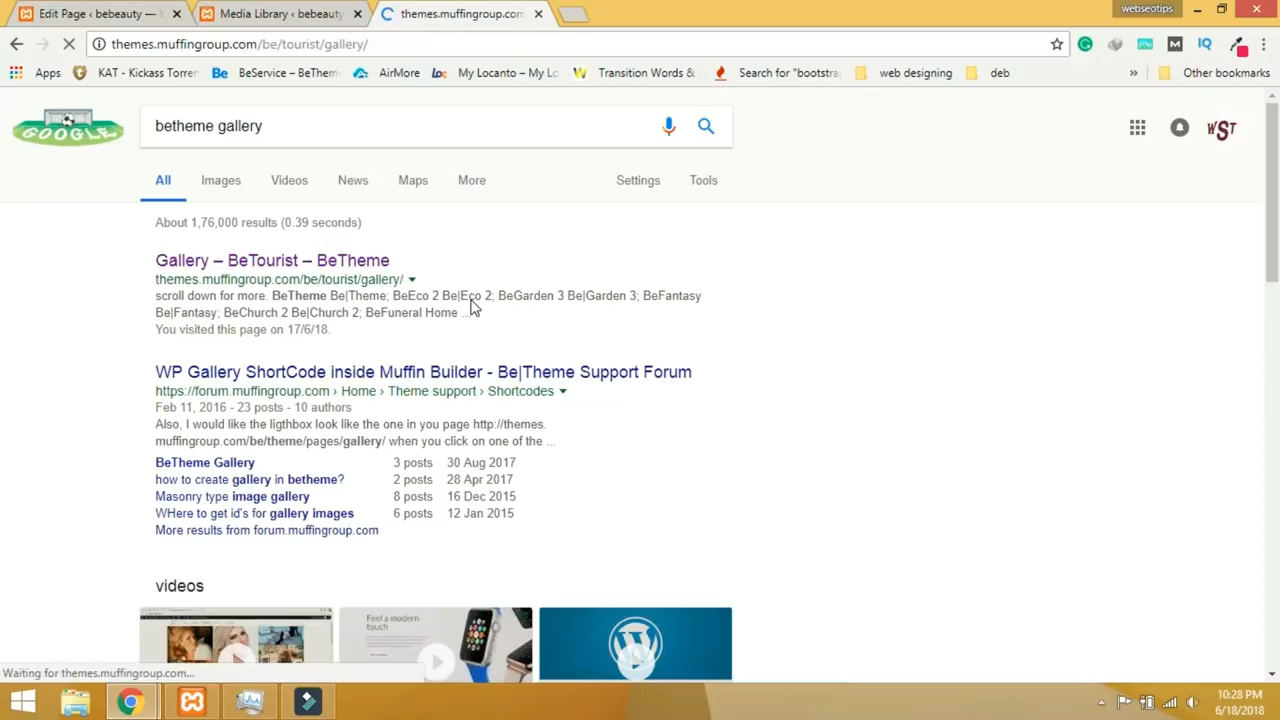 Edit Page ‹ bebeauty — W
Media Library ‹ bebeauty
themes.muffingroup.com/
webseotips
themes.muffingroup.com/be/tourist/gallery/
Apps
KAT - Kickass Torren
BeService – BeThem
AirMore
My Locanto – My Lo
Transition Words &
Search for "bootstra
web designing
deb
»
Other bookmarks
GOOGLE
betheme gallery
WST
All
Images
Videos
News
Maps
More
Settings
Tools
About 1,76,000 results (0.39 seconds)
Gallery – BeTourist – BeTheme
themes.muffingroup.com/be/tourist/gallery/
scroll down for more. BeTheme Be|Theme; BeEco 2 Be|Eco 2; BeGarden 3 Be|Garden 3; BeFantasy
Be|Fantasy; BeChurch 2 Be|Church 2; BeFuneral Home ...
You visited this page on 17/6/18.
WP Gallery ShortCode inside Muffin Builder - Be|Theme Support Forum
https://forum.muffingroup.com › Home › Theme support › Shortcodes
Feb 11, 2016 - 23 posts - 10 authors
Also, I would like the ligthbox look like the one in you page http://themes.
muffingroup.com/be/theme/pages/gallery/ when you click on one of the ...
BeTheme Gallery 3 posts 30 Aug 2017
how to create gallery in betheme? 2 posts 28 Apr 2017
Masonry type image gallery 8 posts 16 Dec 2015
WHere to get id's for gallery images 6 posts 12 Jan 2015
More results from forum.muffingroup.com
videos
Feel a modern
touch
Waiting for themes.muffingroup.com...
10:28 PM
6/18/2018